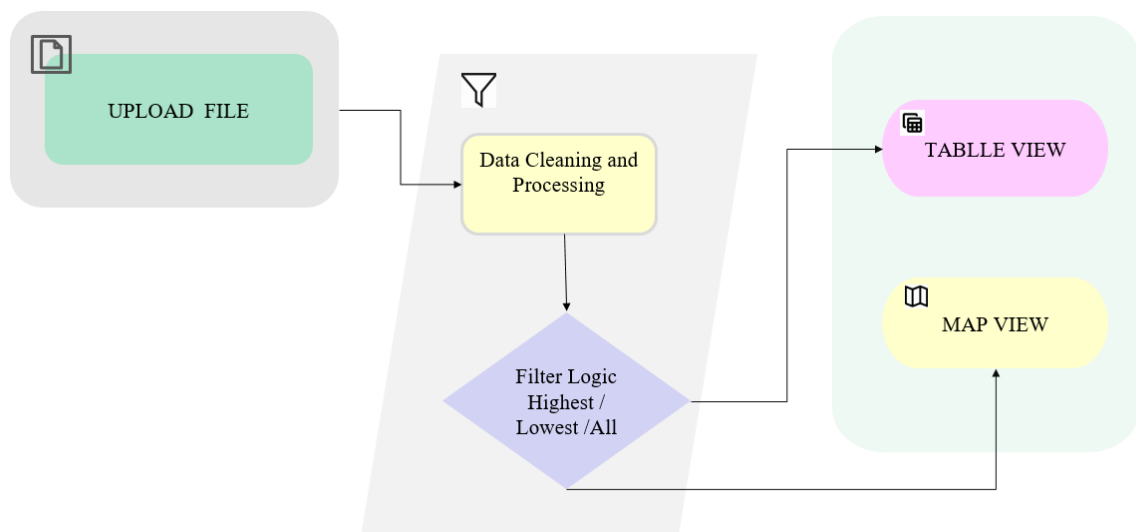 UPLOAD  FILE
Data Cleaning and
Processing
Filter Logic
Highest /
Lowest /All
TABLLE VIEW
MAP VIEW